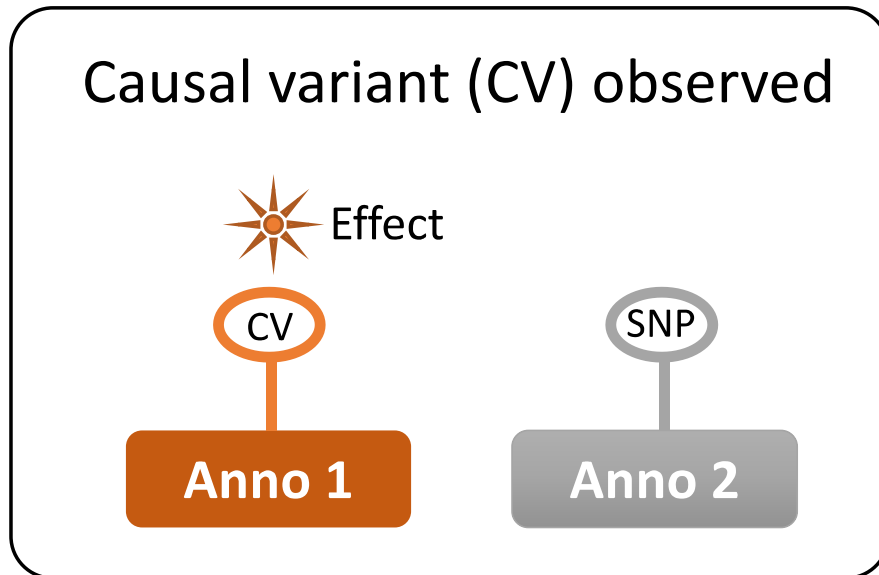 Causal variant (CV) observed
Effect
CV
SNP
Anno 1
Anno 2